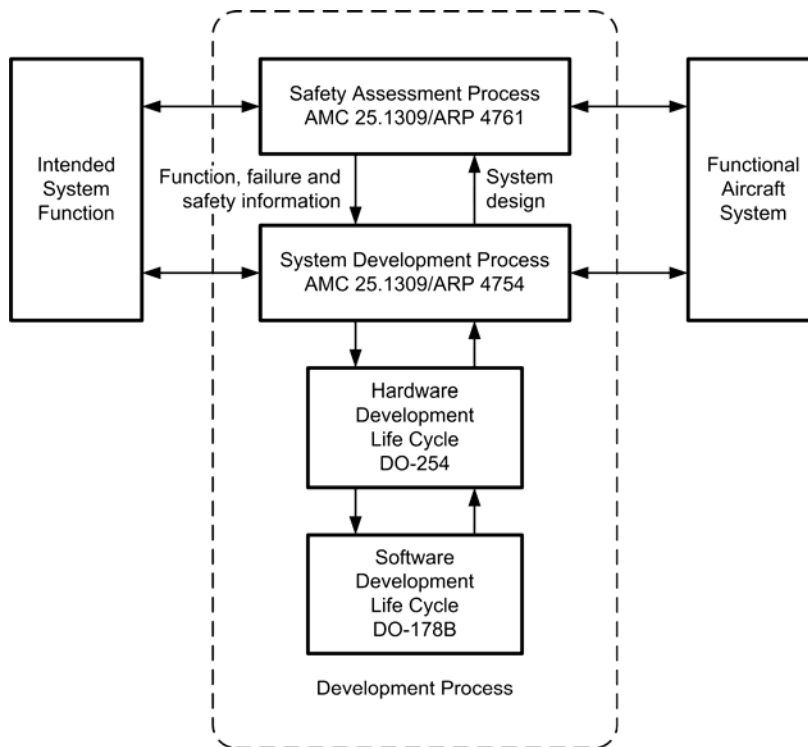 Safety Assessment Process
AMC 25.1309/ARP 4761
Intended
System
Function
Function, failure and
safety information
System
design
Functional
Aircraft
System
System Development Process
AMC 25.1309/ARP 4754
Hardware
Development
Life Cycle
DO-254
Software
Development
Life Cycle
DO-178B
Development Process